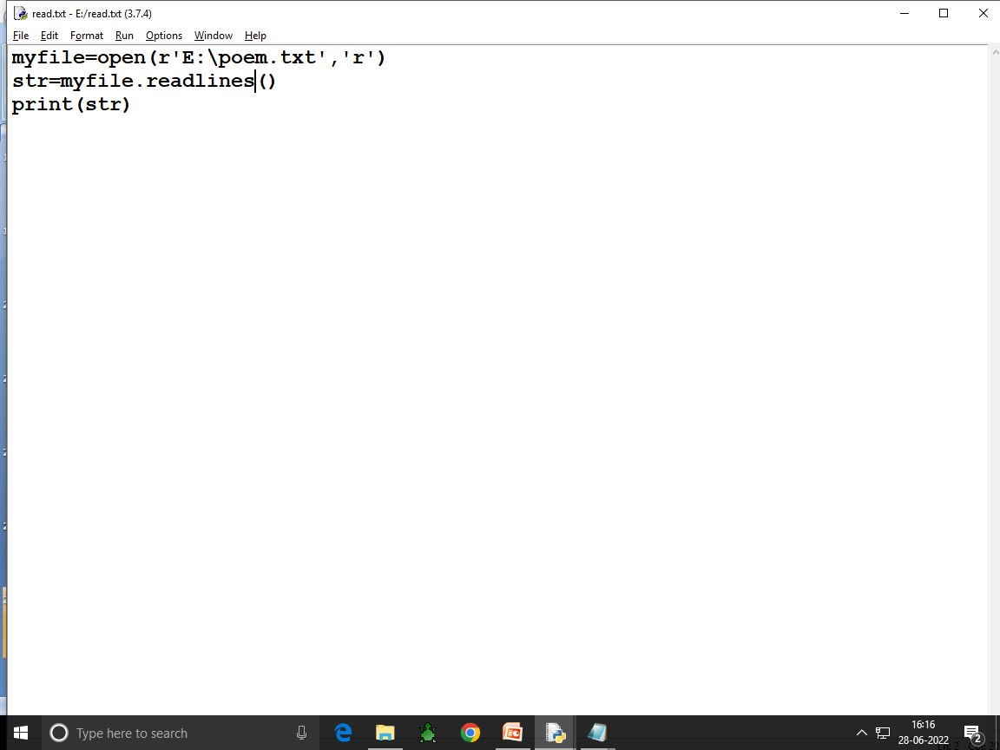 read.txt - E:/read.txt (3.7.4)
File Edit Format Run Options Window Help
myfile=open(r'E:\poem.txt','r')
str=myfile.readlines()
print(str)
Type here to search
16:16
28-06-2022
2